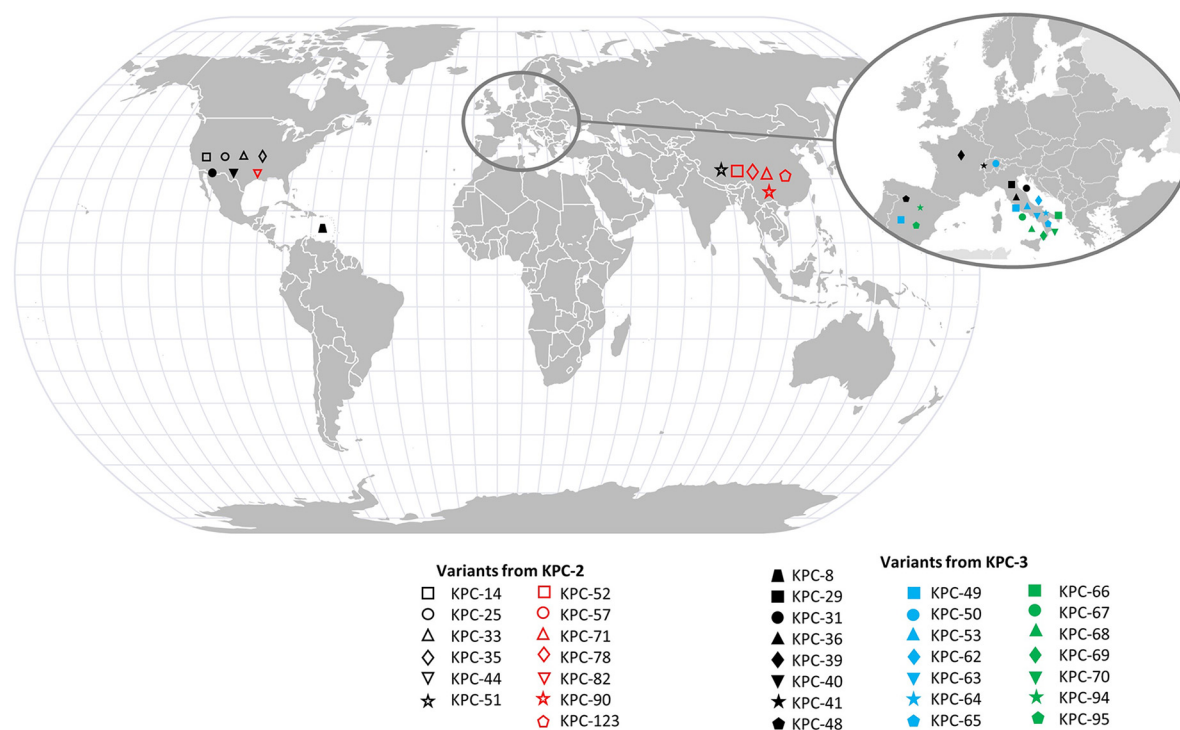 Variants from KPC-2
KPC-14
KPC-25
KPC-33
KPC-35
KPC-44
KPC-51
KPC-52
KPC-57
KPC-71
KPC-78
KPC-82
KPC-90
KPC-123
Variants from KPC-3
KPC-8
KPC-29
KPC-31
KPC-36
KPC-39
KPC-40
KPC-41
KPC-48
KPC-49
KPC-50
KPC-53
KPC-62
KPC-63
KPC-64
KPC-65
KPC-66
KPC-67
KPC-68
KPC-69
KPC-70
KPC-94
KPC-95